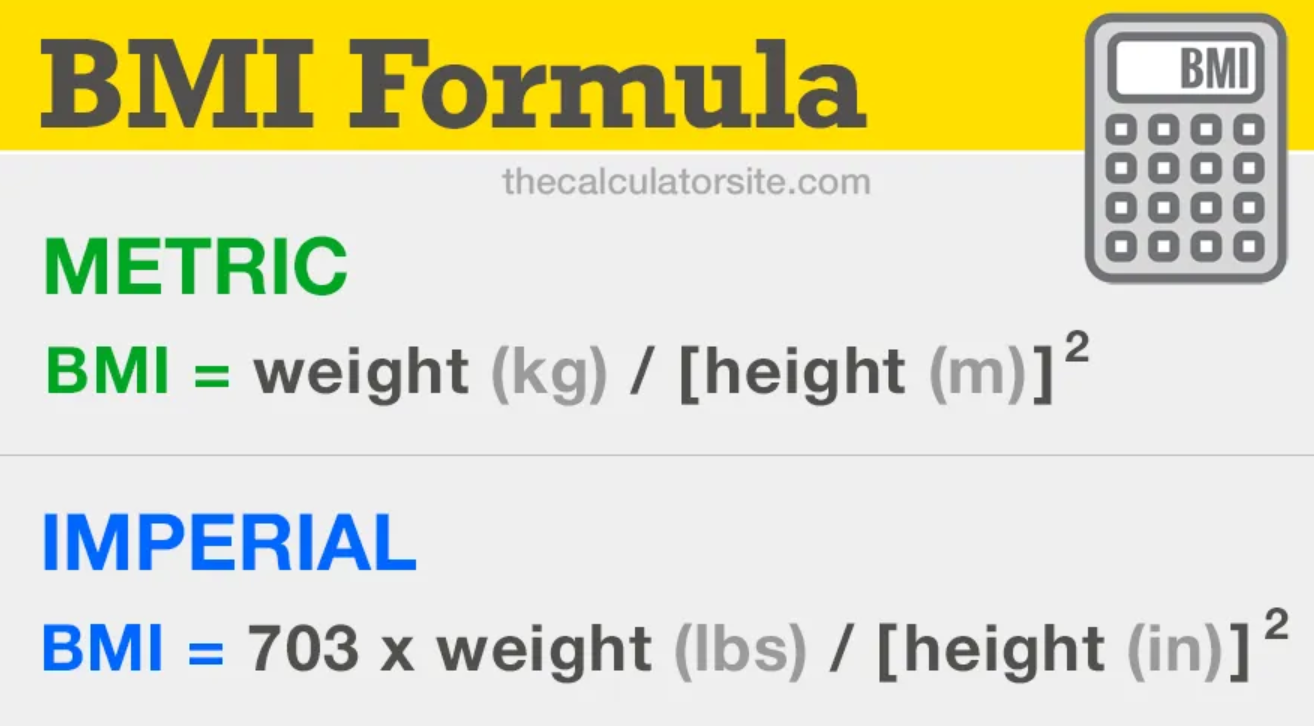 BMI Formula
BMI
thecalculatorsite.com
METRIC
BMI = weight (kg) / [height (m)]²
IMPERIAL
BMI = 703 x weight (lbs) / [height (in)]²